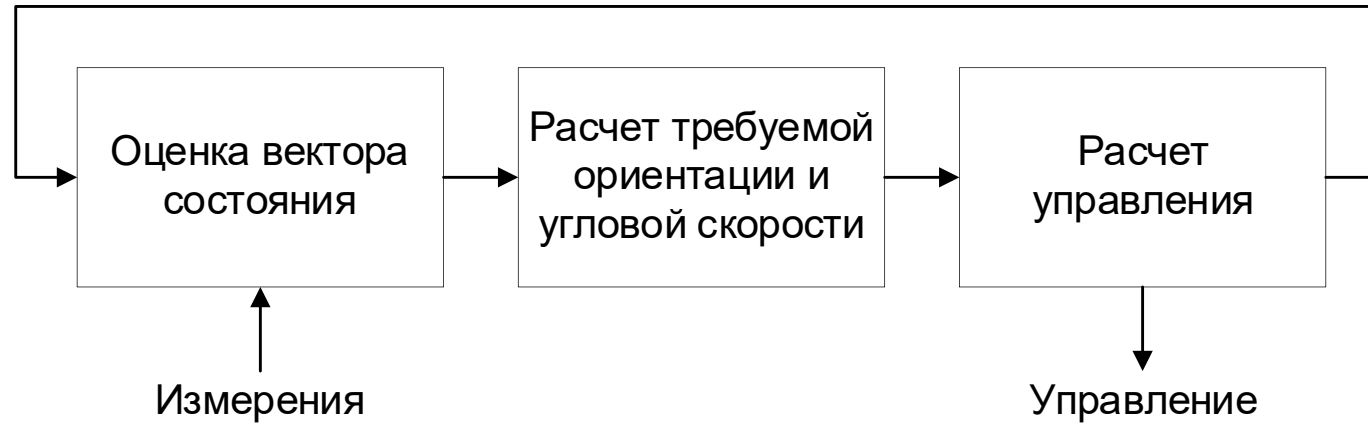 Оценка вектора
состояния
Расчет требуемой
ориентации и
угловой скорости
Расчет
управления
Измерения
Управление